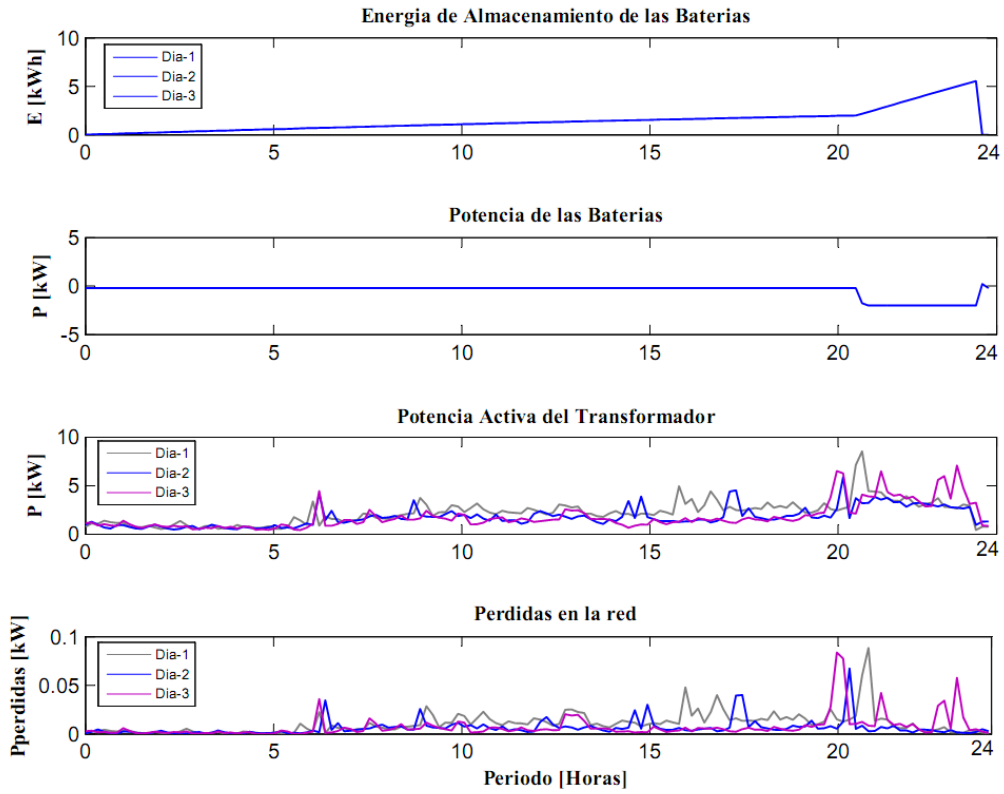 Energia de Almacenamiento de las Baterias
E [kWh]
10
5
0
Dia-1
Dia-2
Dia-3
0 5 10 15 20 24
Potencia de las Baterias
P [kW]
5
0
-5
0 5 10 15 20 24
Potencia Activa del Transformador
P [kW]
10
5
0
Dia-1
Dia-2
Dia-3
0 5 10 15 20 24
Perdidas en la red
Pperdidas [kW]
0.1
0.05
0
Dia-1
Dia-2
Dia-3
0 5 10 15 20 24
Periodo [Horas]